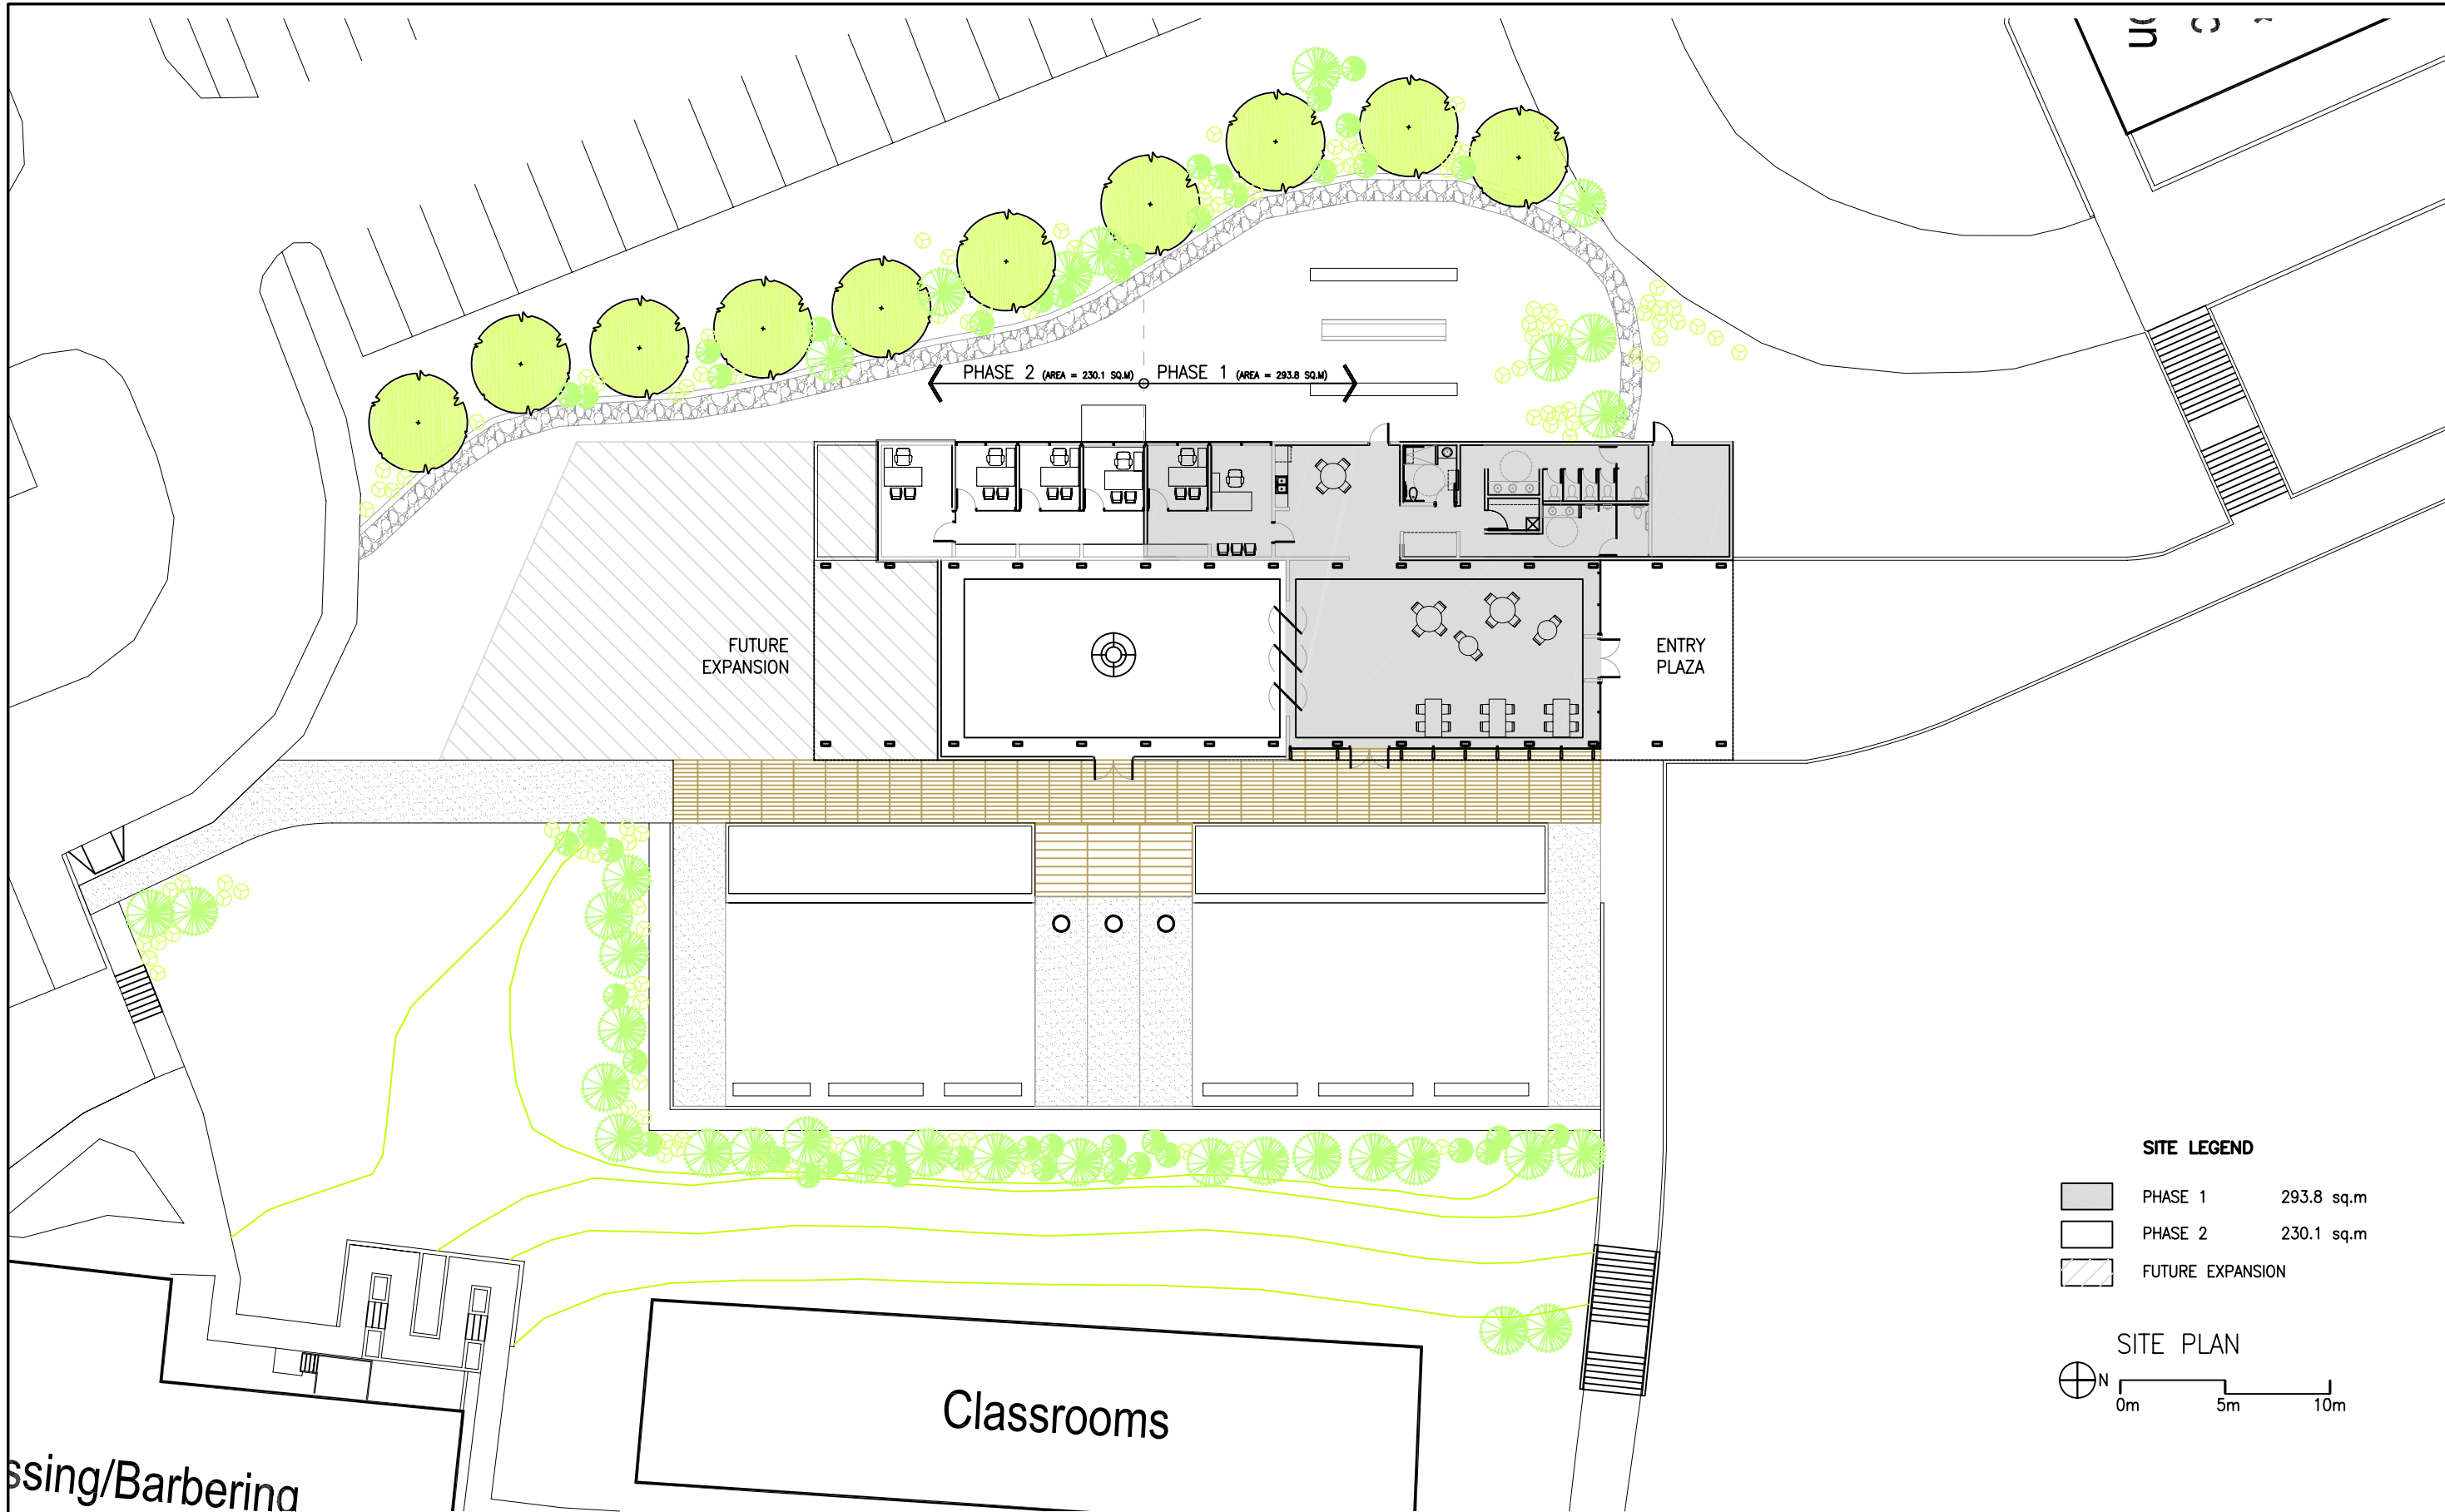 PHASE 2 (AREA = 230.1 SQ.M) PHASE 1 (AREA = 293.8 SQ.M)
FUTURE
EXPANSION
ENTRY
PLAZA
SITE LEGEND
PHASE 1 293.8 sq.m
PHASE 2 230.1 sq.m
FUTURE EXPANSION
SITE PLAN
N
0m 5m 10m
Classrooms
ssing/Barbering